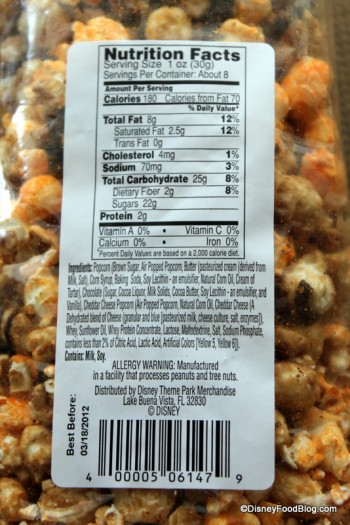 Nutrition Facts
Serving Size 1 oz (30g)
Servings Per Container: About 8
Amount Per Serving
Calories 180 Calories from Fat 70
% Daily Value*
Total Fat 8g 12%
Saturated Fat 2.5g 12%
Trans Fat 0g
Cholesterol 4mg 1%
Sodium 70mg 3%
Total Carbohydrate 25g 8%
Dietary Fiber 2g 8%
Sugars 22g
Protein 2g
Vitamin A 0% • Vitamin C 0%
Calcium 0% • Iron 0%
*Percent Daily Values are based on a 2,000 calorie diet.
Ingredients: Popcorn (Brown Sugar, Air Popped Popcorn, Butter (pasteurized cream [derived from
Milk, Salt), Corn Syrup, Baking Soda, Soy Lecithin - an emulsifier, Natural Corn Oil, Cream of
Tartar), Chocolate (Sugar, Cocoa Liquor, Milk Solids, Cocoa Butter, Soy Lecithin - an emulsifier, and
Vanilla), Cheddar Cheese Popcorn (Air Popped Popcorn, Natural Corn Oil, Cheddar Cheese (A
Dehydrated blend of Cheese (granular and blue [pasteurized milk, cheese culture, salt, enzymes]),
Whey, Sunflower Oil, Whey Protein Concentrate, Lactose, Maltodextrine, Salt, Sodium Phosphate,
contains less than 2% of Citric Acid, Lactic Acid, Artificial Colors [Yellow 5, Yellow 6]).
Contains: Milk, Soy.
ALLERGY WARNING: Manufactured
in a facility that processes peanuts and tree nuts.
Distributed by Disney Theme Park Merchandise
Lake Buena Vista, FL 32830
© DISNEY
Best Before:
03/18/2012
4 00005 06147 9
©DisneyFoodBlog.com